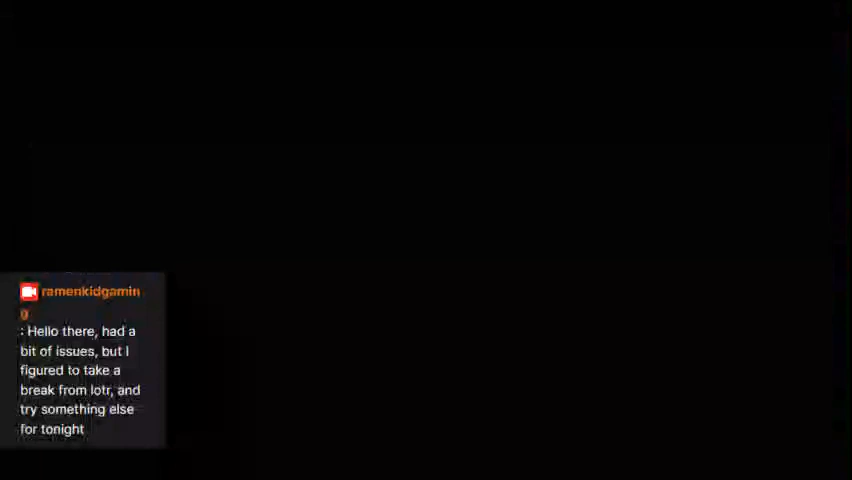 ramenkidgamin
g
: Hello there, had a
bit of issues, but I
figured to take a
break from lotr, and
try something else
for tonight